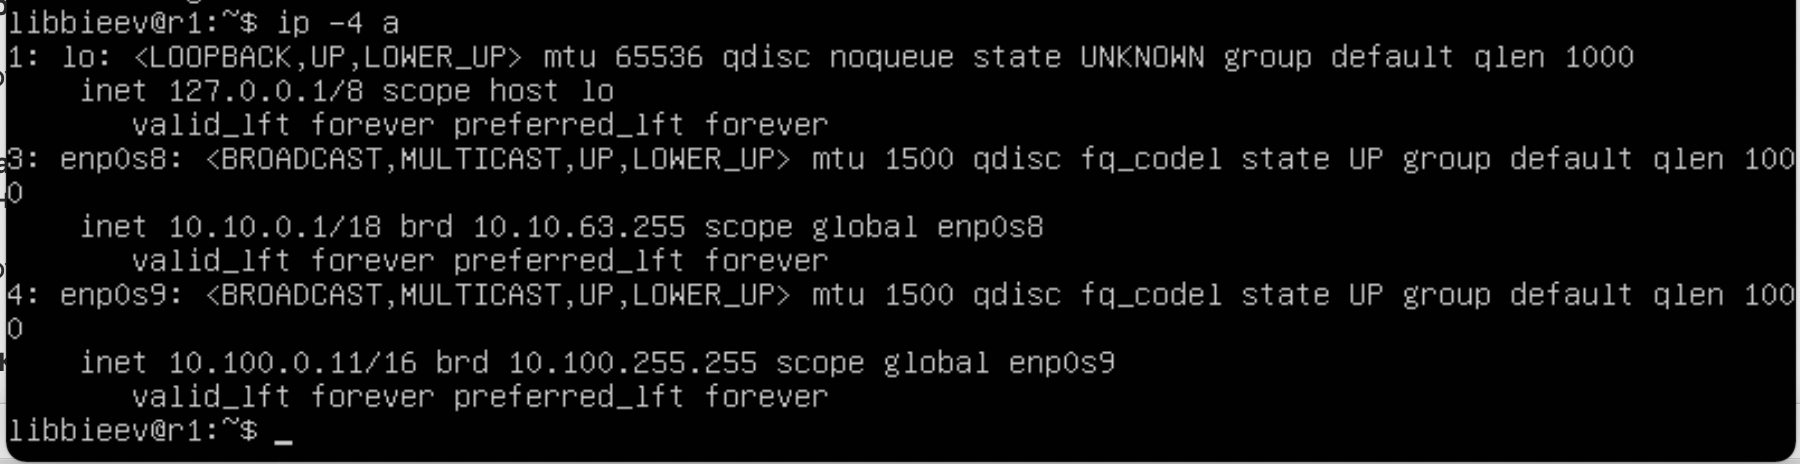 libbieev@r1:~$ ip -4 a
1: lo: <LOOPBACK,UP,LOWER_UP> mtu 65536 qdisc noqueue state UNKNOWN group default qlen 1000
    inet 127.0.0.1/8 scope host lo
       valid_lft forever preferred_lft forever
3: enp0s8: <BROADCAST,MULTICAST,UP,LOWER_UP> mtu 1500 qdisc fq_codel state UP group default qlen 100
0
    inet 10.10.0.1/18 brd 10.10.63.255 scope global enp0s8
       valid_lft forever preferred_lft forever
4: enp0s9: <BROADCAST,MULTICAST,UP,LOWER_UP> mtu 1500 qdisc fq_codel state UP group default qlen 100
0
    inet 10.100.0.11/16 brd 10.100.255.255 scope global enp0s9
       valid_lft forever preferred_lft forever
libbieev@r1:~$ _